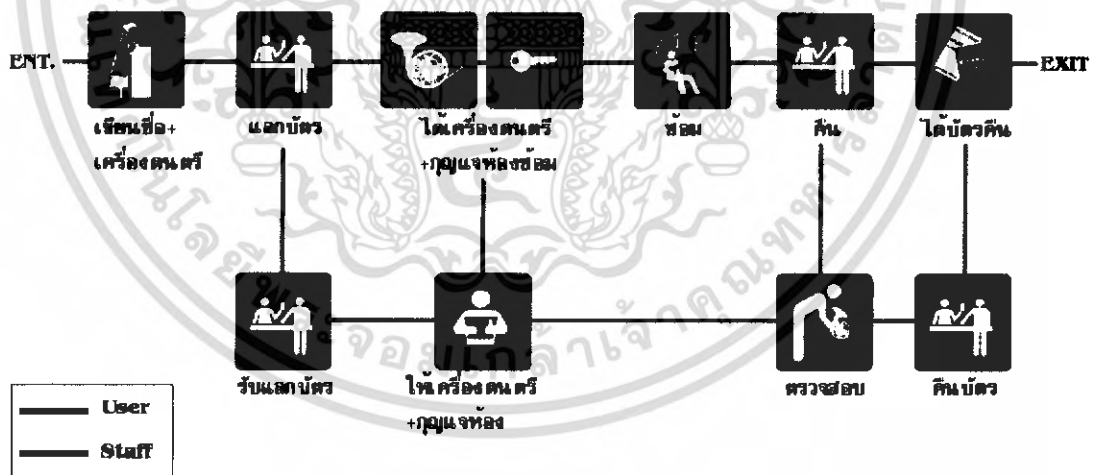 ENT.
EXIT
เขียนชื่อ+
เครื่องดนตรี
แลกบัตร
ได้เครื่องดนตรี
+กุญแจห้องซ้อม
ซ้อม
คืน
ได้บัตรคืน
รับแลกบัตร
ให้เครื่องดนตรี
+กุญแจห้อง
ตรวจสอบ
คืนบัตร
User
Staff